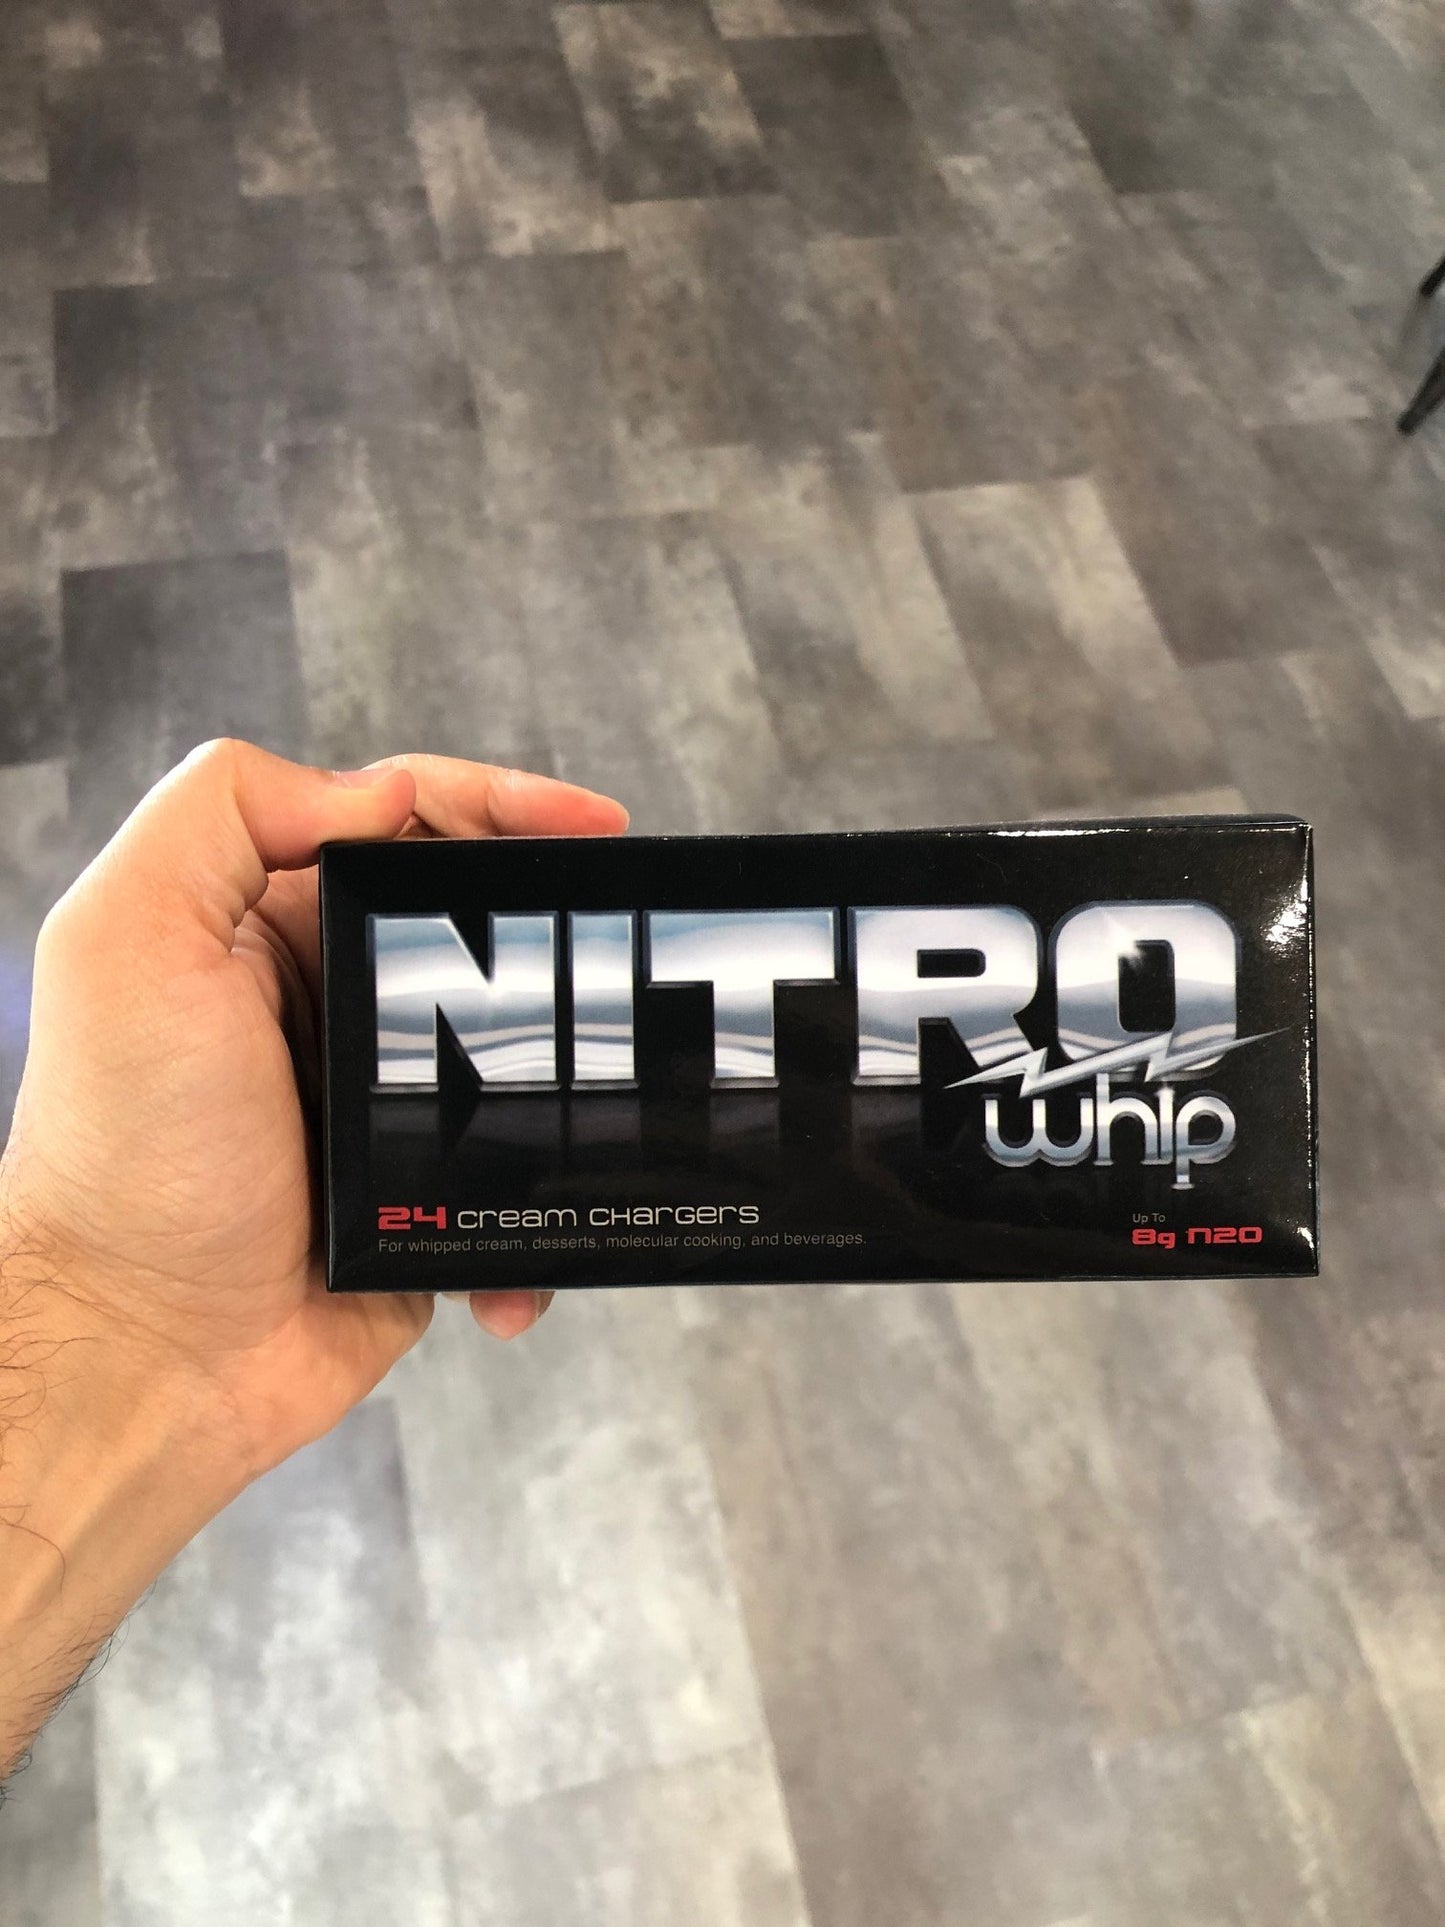 NITRO
whip
24 cream chargers
For whipped cream, desserts, molecular cooking, and beverages.
Up To
8g n2o